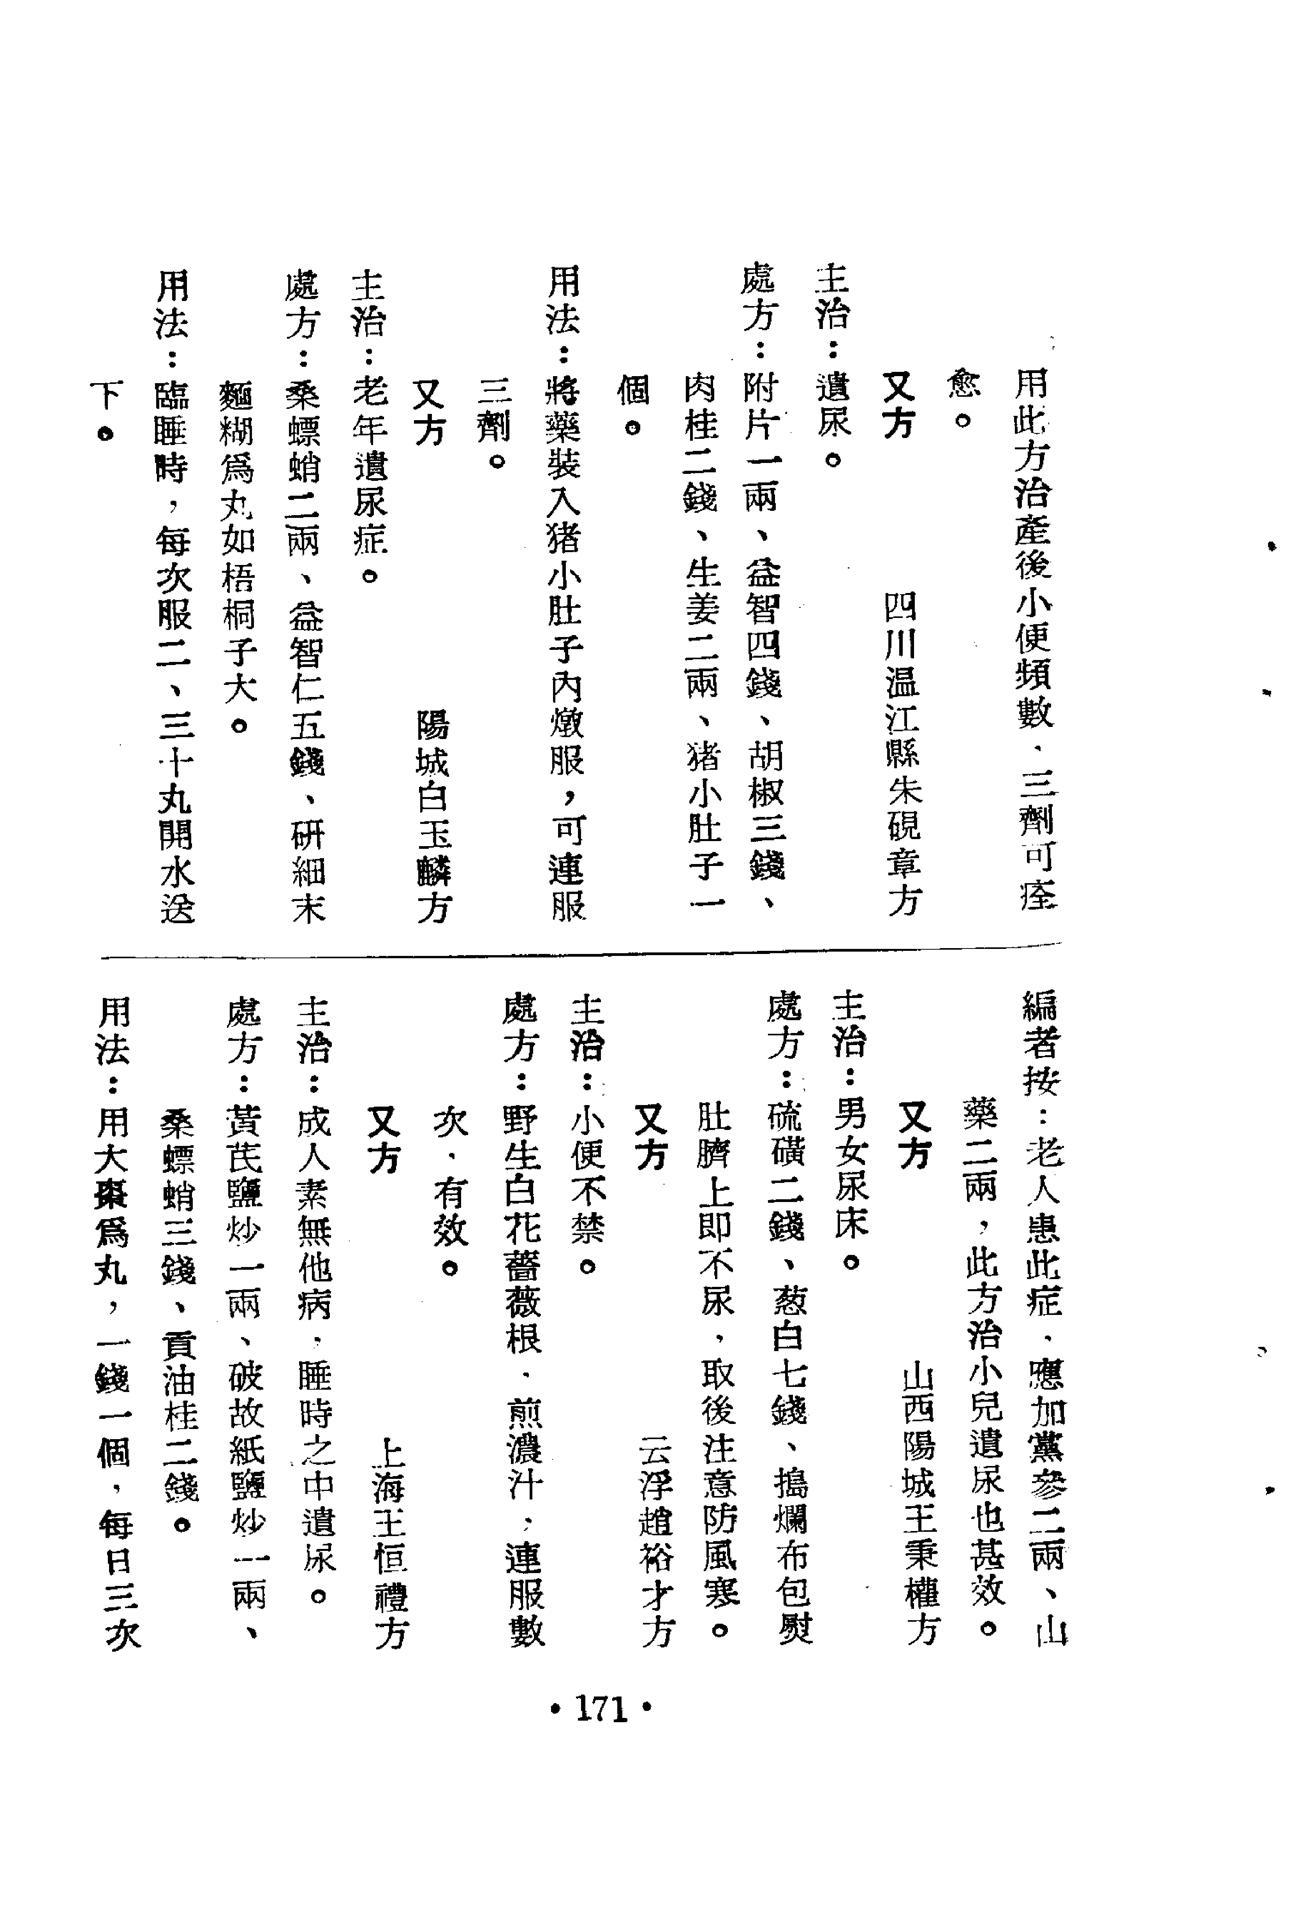 用此方治產後小便頻數，三劑可痊
愈。
又方　四川温江縣朱硯章方
主治：遺尿。
處方：附片一兩、益智四錢、胡椒三錢、
肉桂二錢、生姜二兩、猪小肚子一
個。
用法：將藥裝入猪小肚子內燉服，可連服
三劑。
又方　陽城白玉麟方
主治：老年遺尿症。
處方：桑螵蛸二兩、益智仁五錢、研細末
麵糊爲丸如梧桐子大。
用法：臨睡時，每次服二、三十丸開水送
下。
編者按：老人患此症，應加黨參二兩、山
藥二兩，此方治小兒遺尿也甚效。
又方　山西陽城王秉權方
主治：男女尿床。
處方：硫磺二錢、葱白七錢、搗爛布包熨
肚臍上即不尿，取後注意防風寒。
又方　云浮趙裕才方
主治：小便不禁。
處方：野生白花薔薇根，煎濃汁，連服數
次，有效。
又方　上海王恒禮方
主治：成人素無他病，睡時之中遺尿。
處方：黃芪鹽炒一兩、破故紙鹽炒一兩、
桑螵蛸三錢、貢油桂二錢。
用法：用大棗爲丸，一錢一個，每日三次
·171·